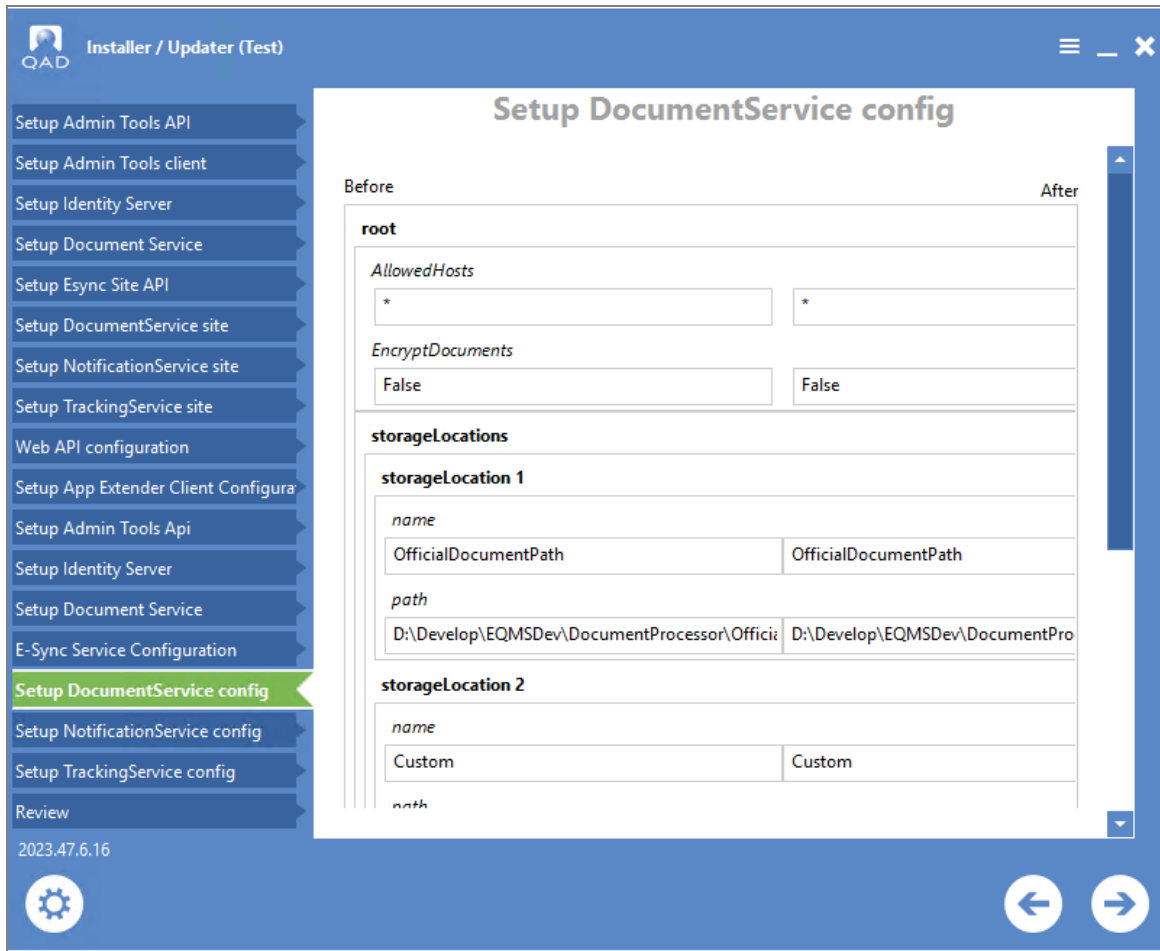 QAD
Installer / Updater (Test)
Setup Admin Tools API
Setup Admin Tools client
Setup Identity Server
Setup Document Service
Setup Esync Site API
Setup DocumentService site
Setup NotificationService site
Setup TrackingService site
Web API configuration
Setup App Extender Client Configura
Setup Admin Tools Api
Setup Identity Server
Setup Document Service
E-Sync Service Configuration
Setup DocumentService config
Setup NotificationService config
Setup TrackingService config
Review
2023.47.6.16
Setup DocumentService config
Before After
root
AllowedHosts
* *
EncryptDocuments
False False
storageLocations
storageLocation 1
name
OfficialDocumentPath OfficialDocumentPath
path
D:\Develop\EQMSDev\DocumentProcessor\Officia D:\Develop\EQMSDev\DocumentPro
storageLocation 2
name
Custom Custom
path